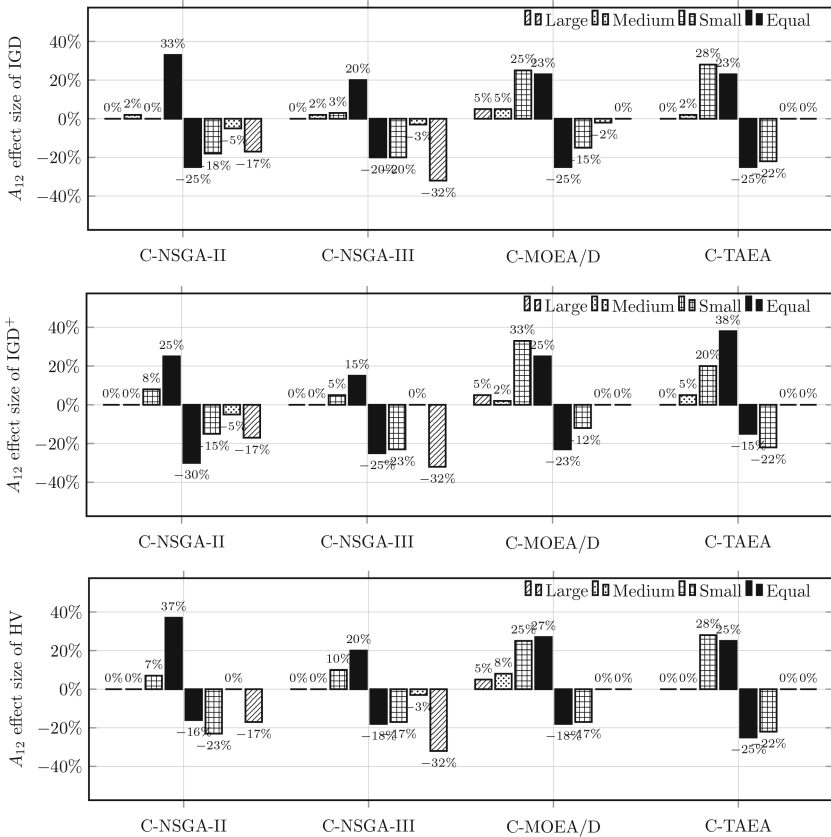 Large Medium Small Equal
A12 effect size of IGD
40%
20%
0%
−20%
−40%
0% 2% 0% 33% −25% −18% −5% −17%
0% 2% 3% 20% −20% −20% −3% −32%
5% 5% 25% 23% −25% −15% −2% 0%
0% 2% 28% 23% −25% −22% 0% 0%
C-NSGA-II C-NSGA-III C-MOEA/D C-TAEA
Large Medium Small Equal
A12 effect size of IGD+
40%
20%
0%
−20%
−40%
0% 0% 8% 25% −30% −15% −5% −17%
0% 0% 5% 15% −25% −23% 0% −32%
5% 2% 33% 25% −23% −12% 0% 0%
0% 5% 20% 38% −15% −22% 0% 0%
C-NSGA-II C-NSGA-III C-MOEA/D C-TAEA
Large Medium Small Equal
A12 effect size of HV
40%
20%
0%
−20%
−40%
0% 0% 7% 37% −16% −23% 0% −17%
0% 0% 10% 20% −18% −17% −3% −32%
5% 8% 25% 27% −18% −17% 0% 0%
0% 0% 28% 25% −25% −22% 0% 0%
C-NSGA-II C-NSGA-III C-MOEA/D C-TAEA